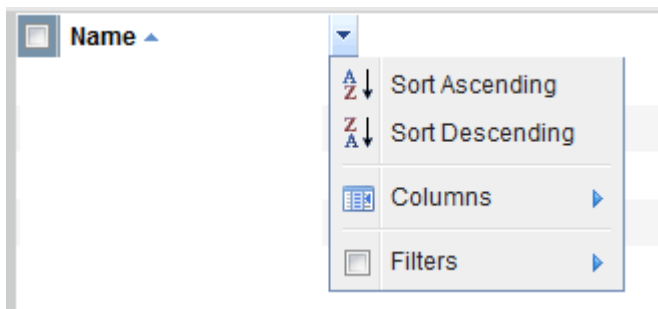 Name
Sort Ascending
Sort Descending
Columns
Filters